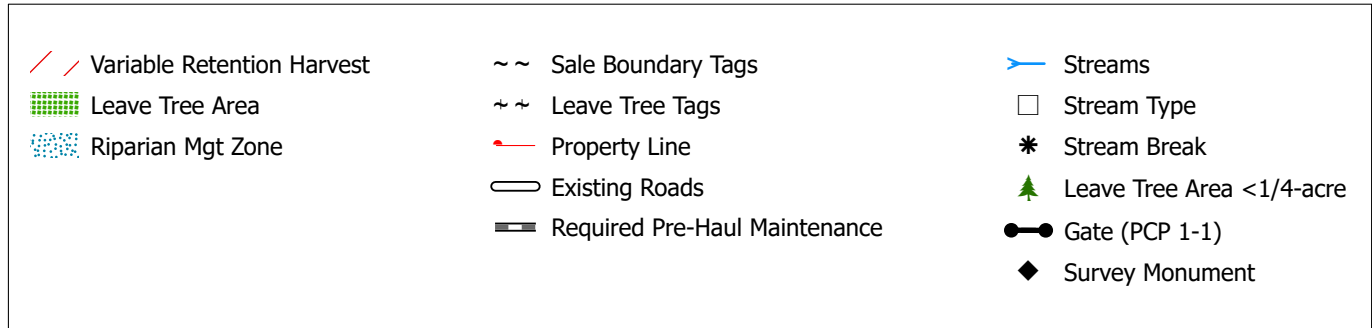 Variable Retention Harvest
Leave Tree Area
Riparian Mgt Zone
Sale Boundary Tags
Leave Tree Tags
Property Line
Existing Roads
Required Pre-Haul Maintenance
Streams
Stream Type
Stream Break
Leave Tree Area <1/4-acre
Gate (PCP 1-1)
Survey Monument